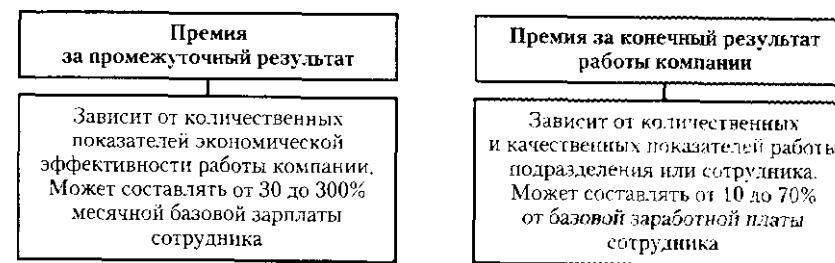 Премия
за промежуточный результат
Зависит от количественных
показателей экономической
эффективности работы компании.
Может составлять от 30 до 300%
месячной базовой зарплаты
сотрудника
Премия за конечный результат
работы компании
Зависит от количественных
и качественных показателей работы
подразделения или сотрудника.
Может составлять от 10 до 70%
от базовой заработной платы
сотрудника